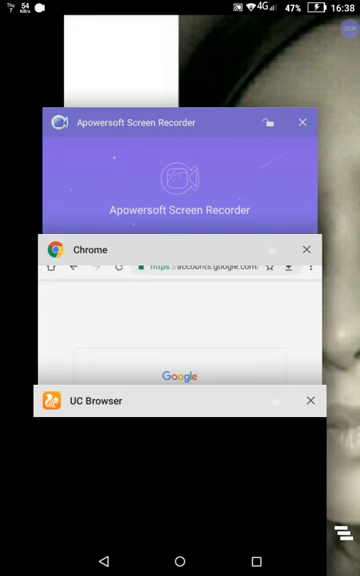 Thu 7 54 KB/s 4G 47% 16:38
Apowersoft Screen Recorder
Apowersoft Screen Recorder
Chrome
https://accounts.google.com
Google
UC Browser